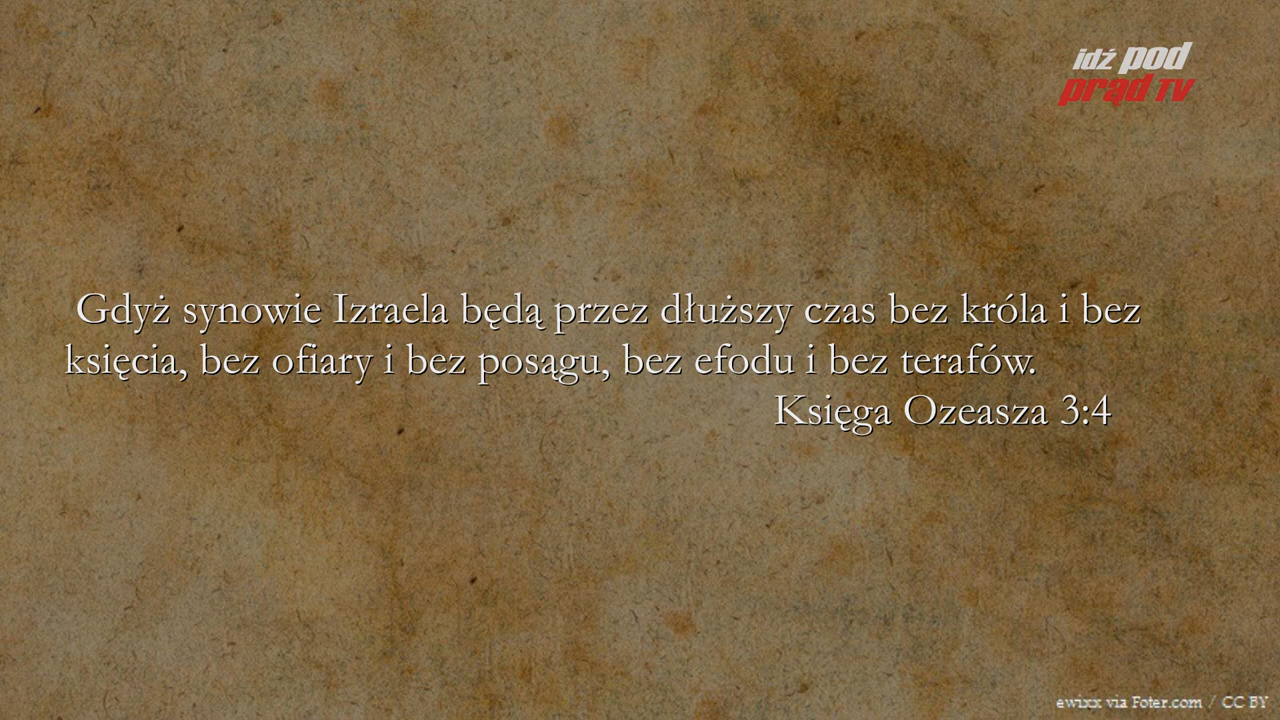 idź pod
prąd TV
Gdyż synowie Izraela będą przez dłuższy czas bez króla i bez
księcia, bez ofiary i bez posągu, bez efodu i bez terafów.
Księga Ozeasza 3:4
ewixx via Foter.com / CC BY